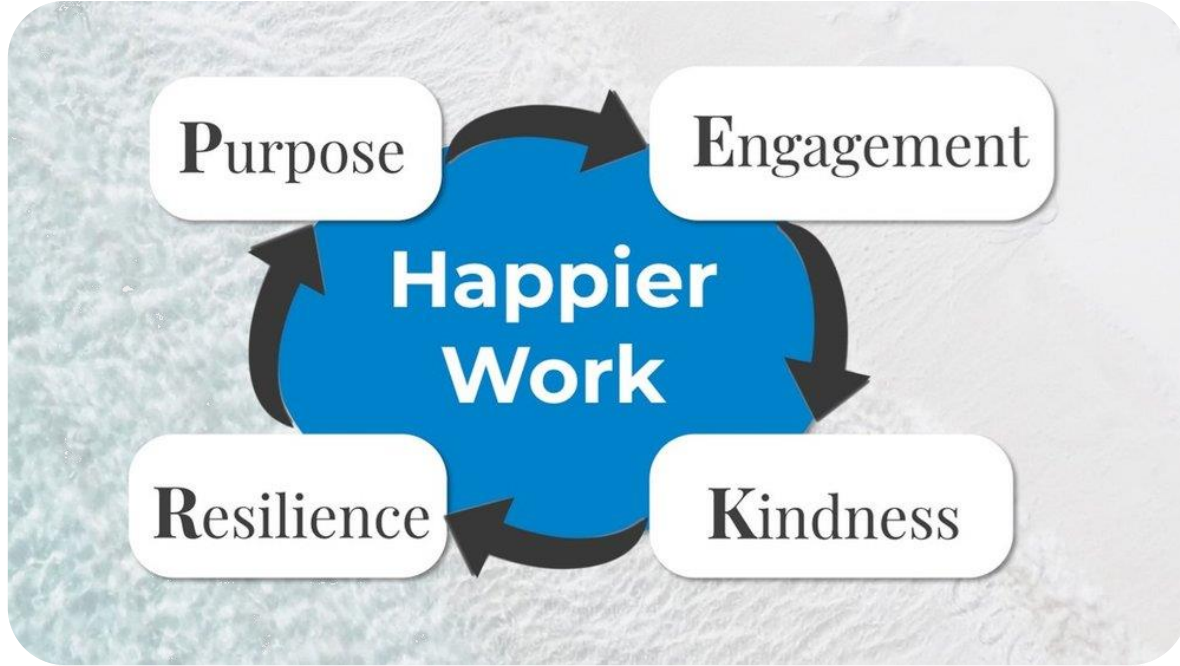 Purpose
Engagement
Happier
Work
Resilience
Kindness